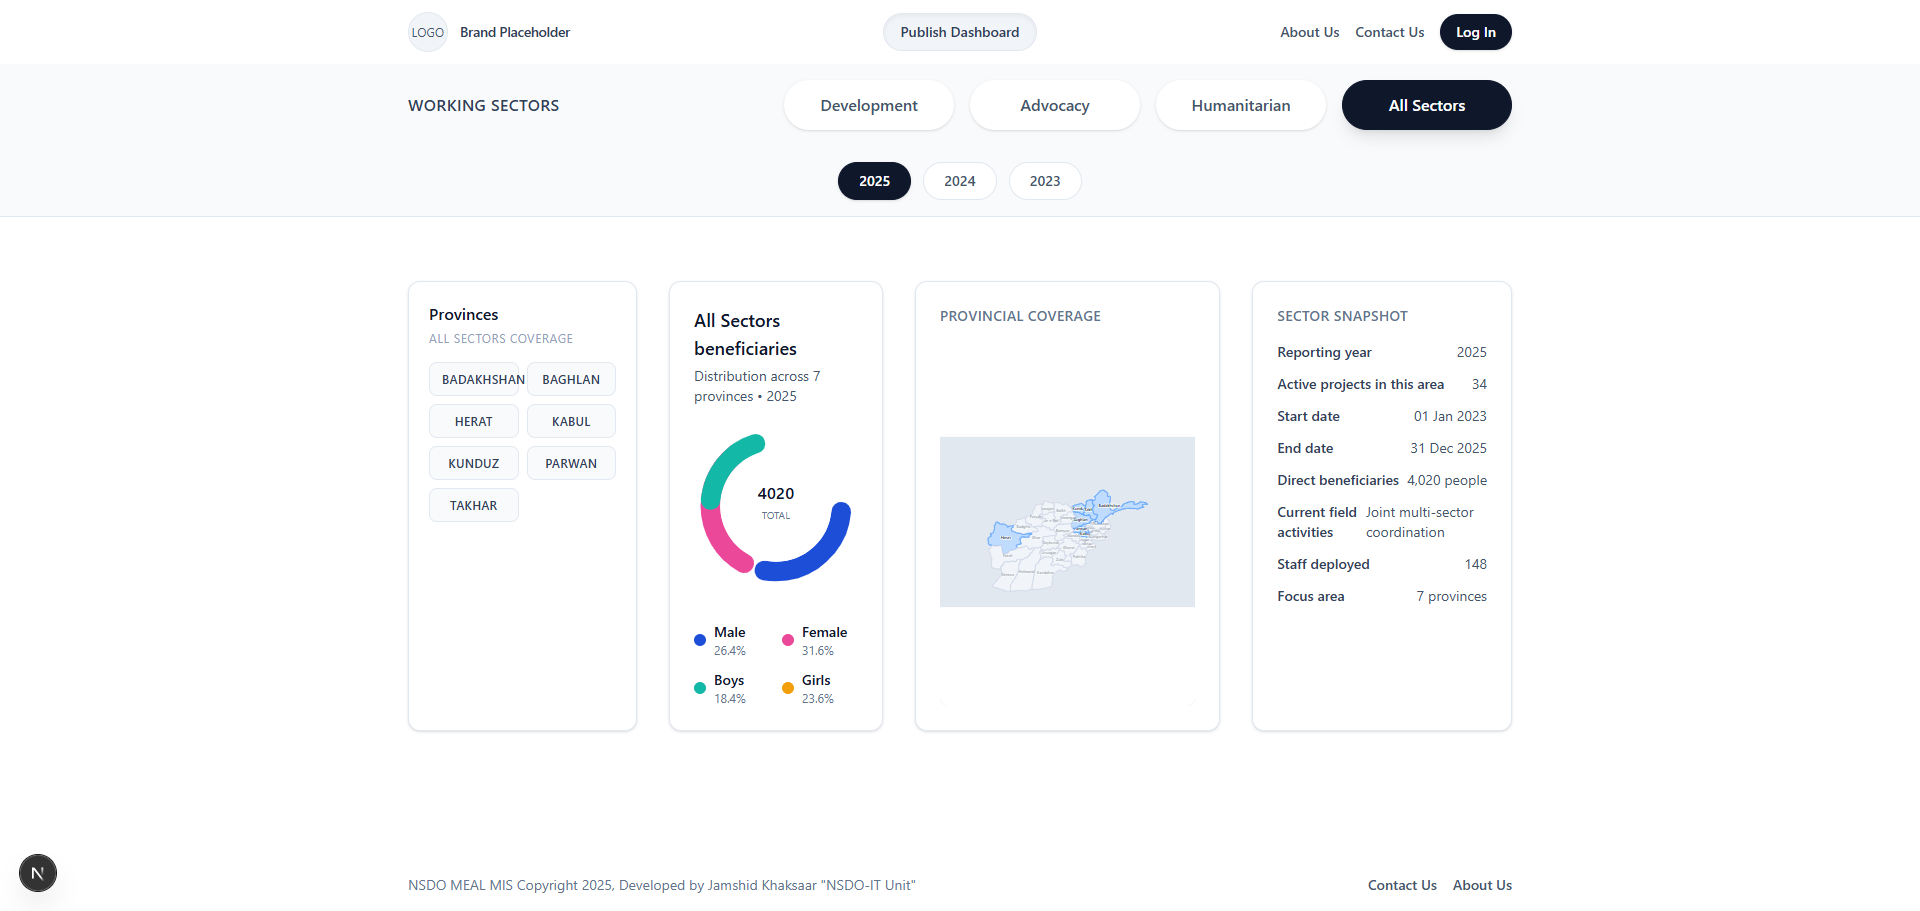 LOGO
Brand Placeholder
Publish Dashboard
About Us
Contact Us
Log In
WORKING SECTORS
Development
Advocacy
Humanitarian
All Sectors
2025
2024
2023
Provinces
ALL SECTORS COVERAGE
BADAKHSHAN
BAGHLAN
HERAT
KABUL
KUNDUZ
PARWAN
TAKHAR
All Sectors
beneficiaries
Distribution across 7
provinces • 2025
4020
TOTAL
Male
26.4%
Female
31.6%
Boys
18.4%
Girls
23.6%
PROVINCIAL COVERAGE
Badakhshan
Herat
SECTOR SNAPSHOT
Reporting year 2025
Active projects in this area 34
Start date 01 Jan 2023
End date 31 Dec 2025
Direct beneficiaries 4,020 people
Current field activities Joint multi-sector coordination
Staff deployed 148
Focus area 7 provinces
N
NSDO MEAL MIS Copyright 2025, Developed by Jamshid Khaksaar "NSDO-IT Unit"
Contact Us
About Us